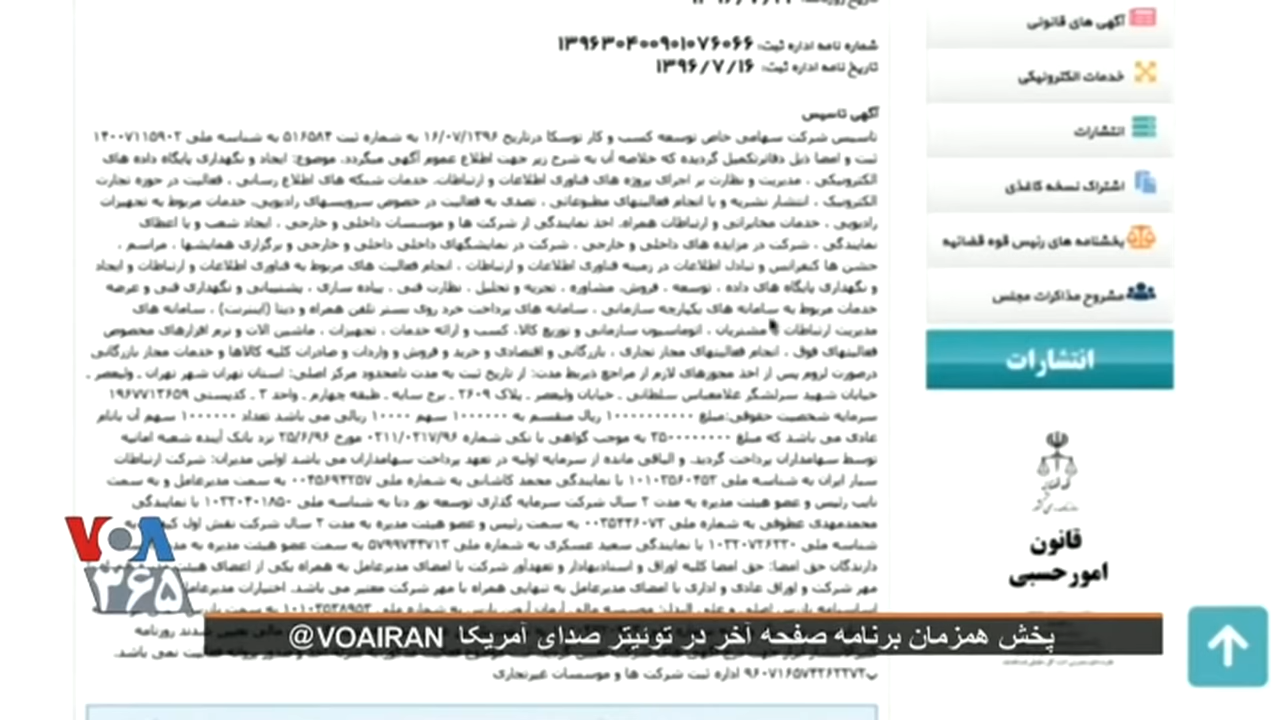 شماره نامه اداره ثبت: ۱۳۹۶۳۰۴۰۰۹۰۱۰۷۶۰۶۶
تاریخ نامه اداره ثبت: ۱۳۹۶/۷/۱۶
آگهی تاسیس
تاسیس شرکت سهامی خاص توسعه کسب و کار توسکا درتاریخ ۱۶/۰۷/۱۳۹۶ به شماره ثبت ۵۱۶۵۸۴ به شناسه ملی ۱۴۰۰۷۱۱۵۹۰۲
ثبت و امضا ذیل دفاترتکمیل گردیده که خلاصه آن به شرح زیر جهت اطلاع عموم آگهی میگردد. موضوع: ایجاد و نگهداری پایگاه داده های
الکترونیکی ، مدیریت و نظارت بر اجرای پروژه های فناوری اطلاعات و ارتباطات. خدمات شبکه های اطلاع رسانی . فعالیت در حوزه تجارت
الکترونیک ، انتشار نشریه و یا انجام فعالیتهای مطبوعاتی ، تصدی به فعالیت در خصوص سرویسهای رادیویی، خدمات مربوط به تجهیزات
رادیویی ، خدمات مخابراتی و ارتباطات همراه. اخذ نمایندگی از شرکت ها و موسسات داخلی و خارجی ، ایجاد شعب و یا اعطای
نمایندگی ، شرکت در مزایده های داخلی و خارجی ، شرکت در نمایشگهای داخلی داخلی و خارجی و برگزاری همایشها ، مراسم ،
جشن ها کنفرانس و تبادل اطلاعات در زمینه فناوری اطلاعات و ارتباطات ، انجام فعالیت های مربوط به فناوری اطلاعات و ارتباطات و ایجاد
و نگهداری پایگاه های داده ، توسعه ، فروش، مشاوره ، تجزیه و تحلیل ، نظارت فنی ، پیاده سازی ، پشتیبانی و نگهداری فنی و عرضه
خدمات مربوط به سامانه های یکپارچه سازمانی ، سامانه های پرداخت خرد روی بستر تلفن همراه و دیتا (اینترنت) ، سامانه های
مدیریت ارتباطات مشتریان ، اتوماسیون سازمانی و توزیع کالا، کسب و ارائه خدمات ، تجهیزات ، ماشین الات و نرم افزارهای مخصوص
فعالیتهای فوق ، انجام فعالیتهای مجاز تجاری ، بازرگانی و اقتصادی و خرید و فروش و واردات و صادرات کلیه کالاها و خدمات مجاز بازرگانی
درصورت لزوم پس از اخذ مجوزهای لازم از مراجع ذیربط مدت: از تاریخ ثبت به مدت نامحدود مرکز اصلی: استان تهران شهر تهران ـ ولیعصر ـ
خیابان شهید سرلشگر غلامعباس سلطانی ـ خیابان ولیعصر ـ پلاک ۲۶۰۹ ـ برج سایه ـ طبقه چهارم ـ واحد ۳ ـ کدپستی ۱۹۶۷۷۱۳۶۵۹
سرمایه شخصیت حقوقی:مبلغ ۱۰۰۰۰۰۰۰۰۰۰ ریال منقسم به ۱۰۰۰۰۰۰ سهم ۱۰۰۰۰ ریالی می باشد تعداد ۱۰۰۰۰۰۰ سهم آن بانام
عادی می باشد که مبلغ ۳۵۰۰۰۰۰۰۰۰ به موجب گواهی با نکی شماره ۰۲۱۱/۰۲۱۷/۹۶ مورخ ۲۵/۶/۹۶ نزد بانک آینده شعبه امانیه
توسط سهامداران پرداخت گردید. و الباقی مانده از سرمایه اولیه در تعهد پرداخت سهامداران می باشد اولین مدیران: شرکت ارتباطات
سیار ایران به شناسه ملی ۱۰۱۰۳۵۶۰۴۵۳ با نمایندگی محمد کاشانی به شماره ملی ۰۰۴۵۶۹۴۲۵۷ به سمت مدیرعامل و به سمت
نایب رئیس و عضو هیئت مدیره به مدت ۲ سال شرکت سرمایه گذاری توسعه نور دنا به شناسه ملی ۱۰۳۲۰۴۰۱۸۵۰ با نمایندگی
محمدمهدی عطوفی به شماره ملی ۰۰۳۵۴۴۶۰۷۳ به سمت رئیس و عضو هیئت مدیره به مدت ۲ سال شرکت نقش اول
شناسه ملی ۱۰۳۲۰۷۲۶۳۳۰ با نمایندگی سعید عسکری به شماره ملی ۵۷۹۹۷۴۴۷۱۳ به سمت عضو هیئت مدیره به
دارندگان حق امضا: حق امضا کلیه اوراق و اسنادبهادار و تعهدآور شرکت با امضای مدیرعامل به همراه یکی از اعضای هیئت
مهر شرکت و اوراق عادی و اداری با امضای مدیرعامل به تنهایی همراه با مهر شرکت معتبر می باشد. اختیارات مدیرعامل
پ۹۶۰۷۱۶۵۷۴۲۶۲۳۷۳ اداره ثبت شرکت ها و موسسات غیرتجاری
آگهی های قانونی
خدمات الکترونیکی
انتشارات
اشتراک نسخه کاغذی
بخشنامه های رئیس قوه قضائیه
مشروح مذاکرات مجلس
انتشارات
قانون
امور حسبی
VOA
۳۶۵
پخش همزمان برنامه صفحه آخر در توئیتر صدای آمریکا @VOAIRAN